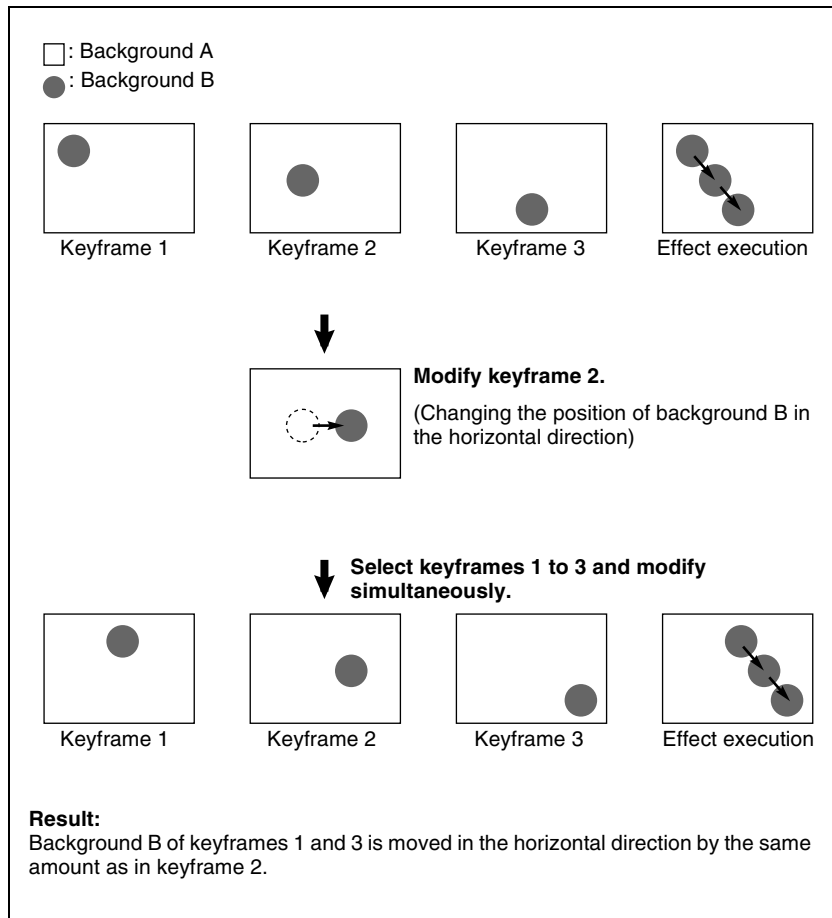 : Background A
: Background B
Keyframe 1
Keyframe 2
Keyframe 3
Effect execution
Modify keyframe 2.
(Changing the position of background B in
the horizontal direction)
Select keyframes 1 to 3 and modify
simultaneously.
Keyframe 1
Keyframe 2
Keyframe 3
Effect execution
Result:
Background B of keyframes 1 and 3 is moved in the horizontal direction by the same
amount as in keyframe 2.